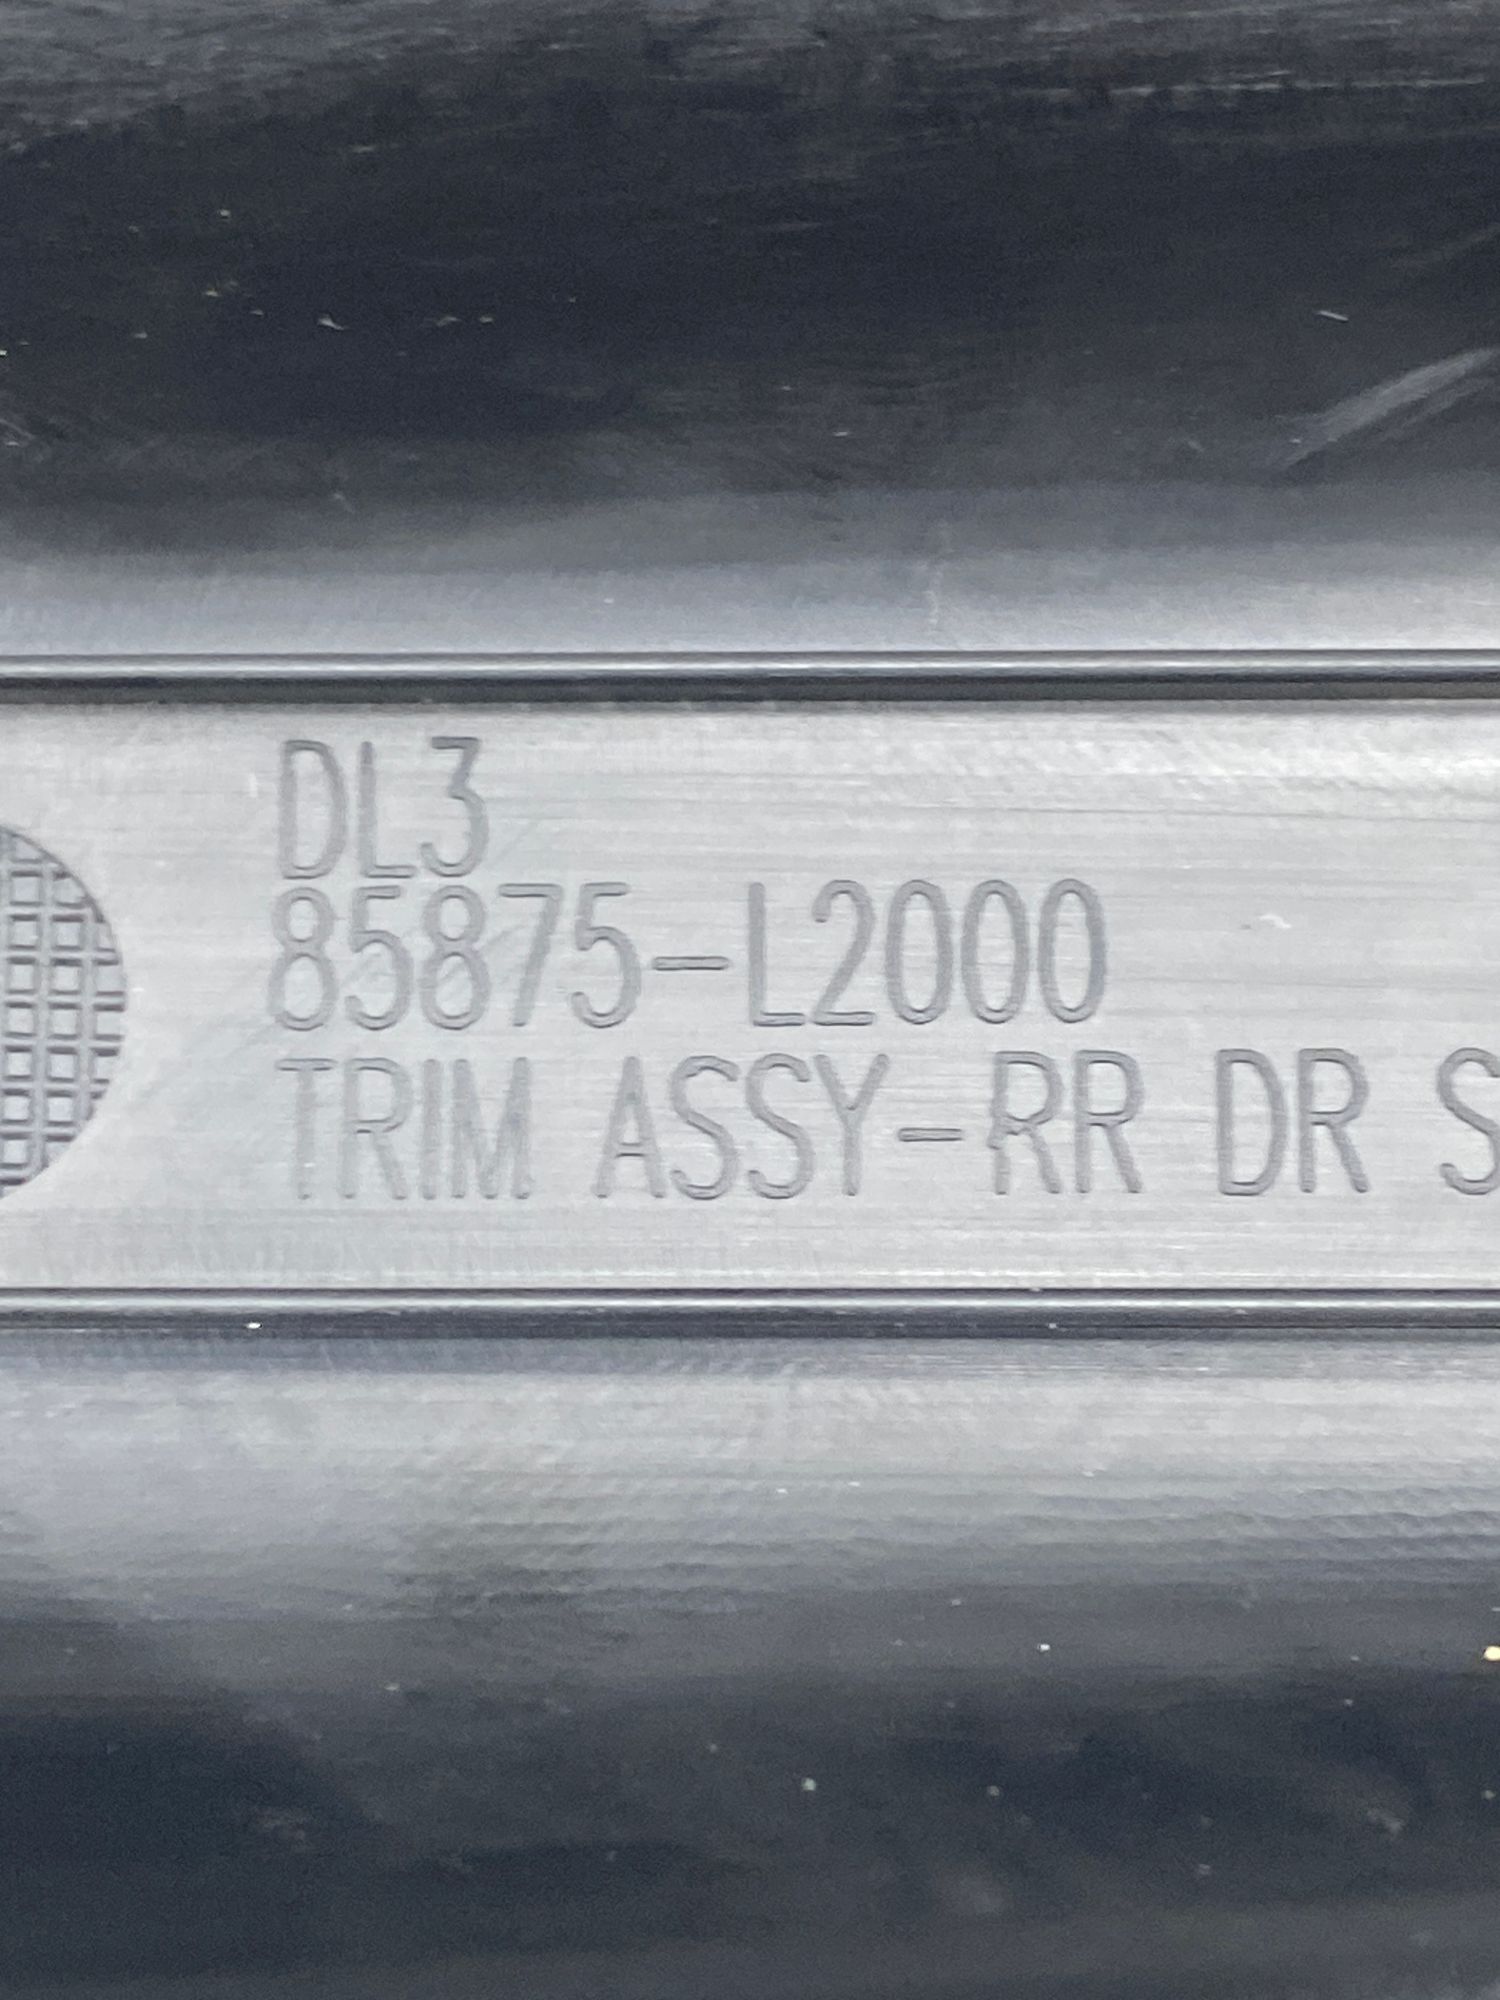 DL3
85875-L2000
TRIM ASSY-RR DR S